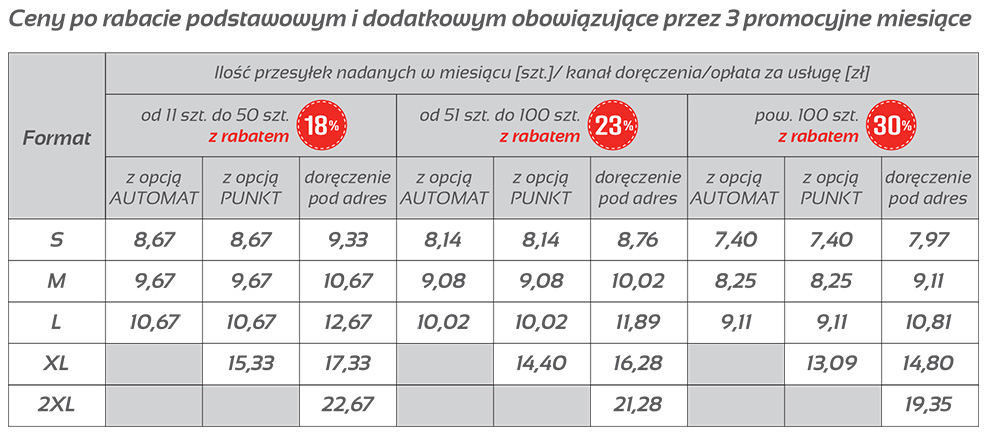 Ceny po rabacie podstawowym i dodatkowym obowiązujące przez 3 promocyjne miesiące
Format
Ilość przesyłek nadanych w miesiącu [szt.]/ kanał doręczenia/opłata za usługę [zł]
od 11 szt. do 50 szt.
z rabatem
18%
od 51 szt. do 100 szt.
z rabatem
23%
pow. 100 szt.
z rabatem
30%
z opcją
AUTOMAT
z opcją
PUNKT
doręczenie
pod adres
z opcją
AUTOMAT
z opcją
PUNKT
doręczenie
pod adres
z opcją
AUTOMAT
z opcją
PUNKT
doręczenie
pod adres
S 8,67 8,67 9,33 8,14 8,14 8,76 7,40 7,40 7,97
M 9,67 9,67 10,67 9,08 9,08 10,02 8,25 8,25 9,11
L 10,67 10,67 12,67 10,02 10,02 11,89 9,11 9,11 10,81
XL 15,33 17,33 14,40 16,28 13,09 14,80
2XL 22,67 21,28 19,35